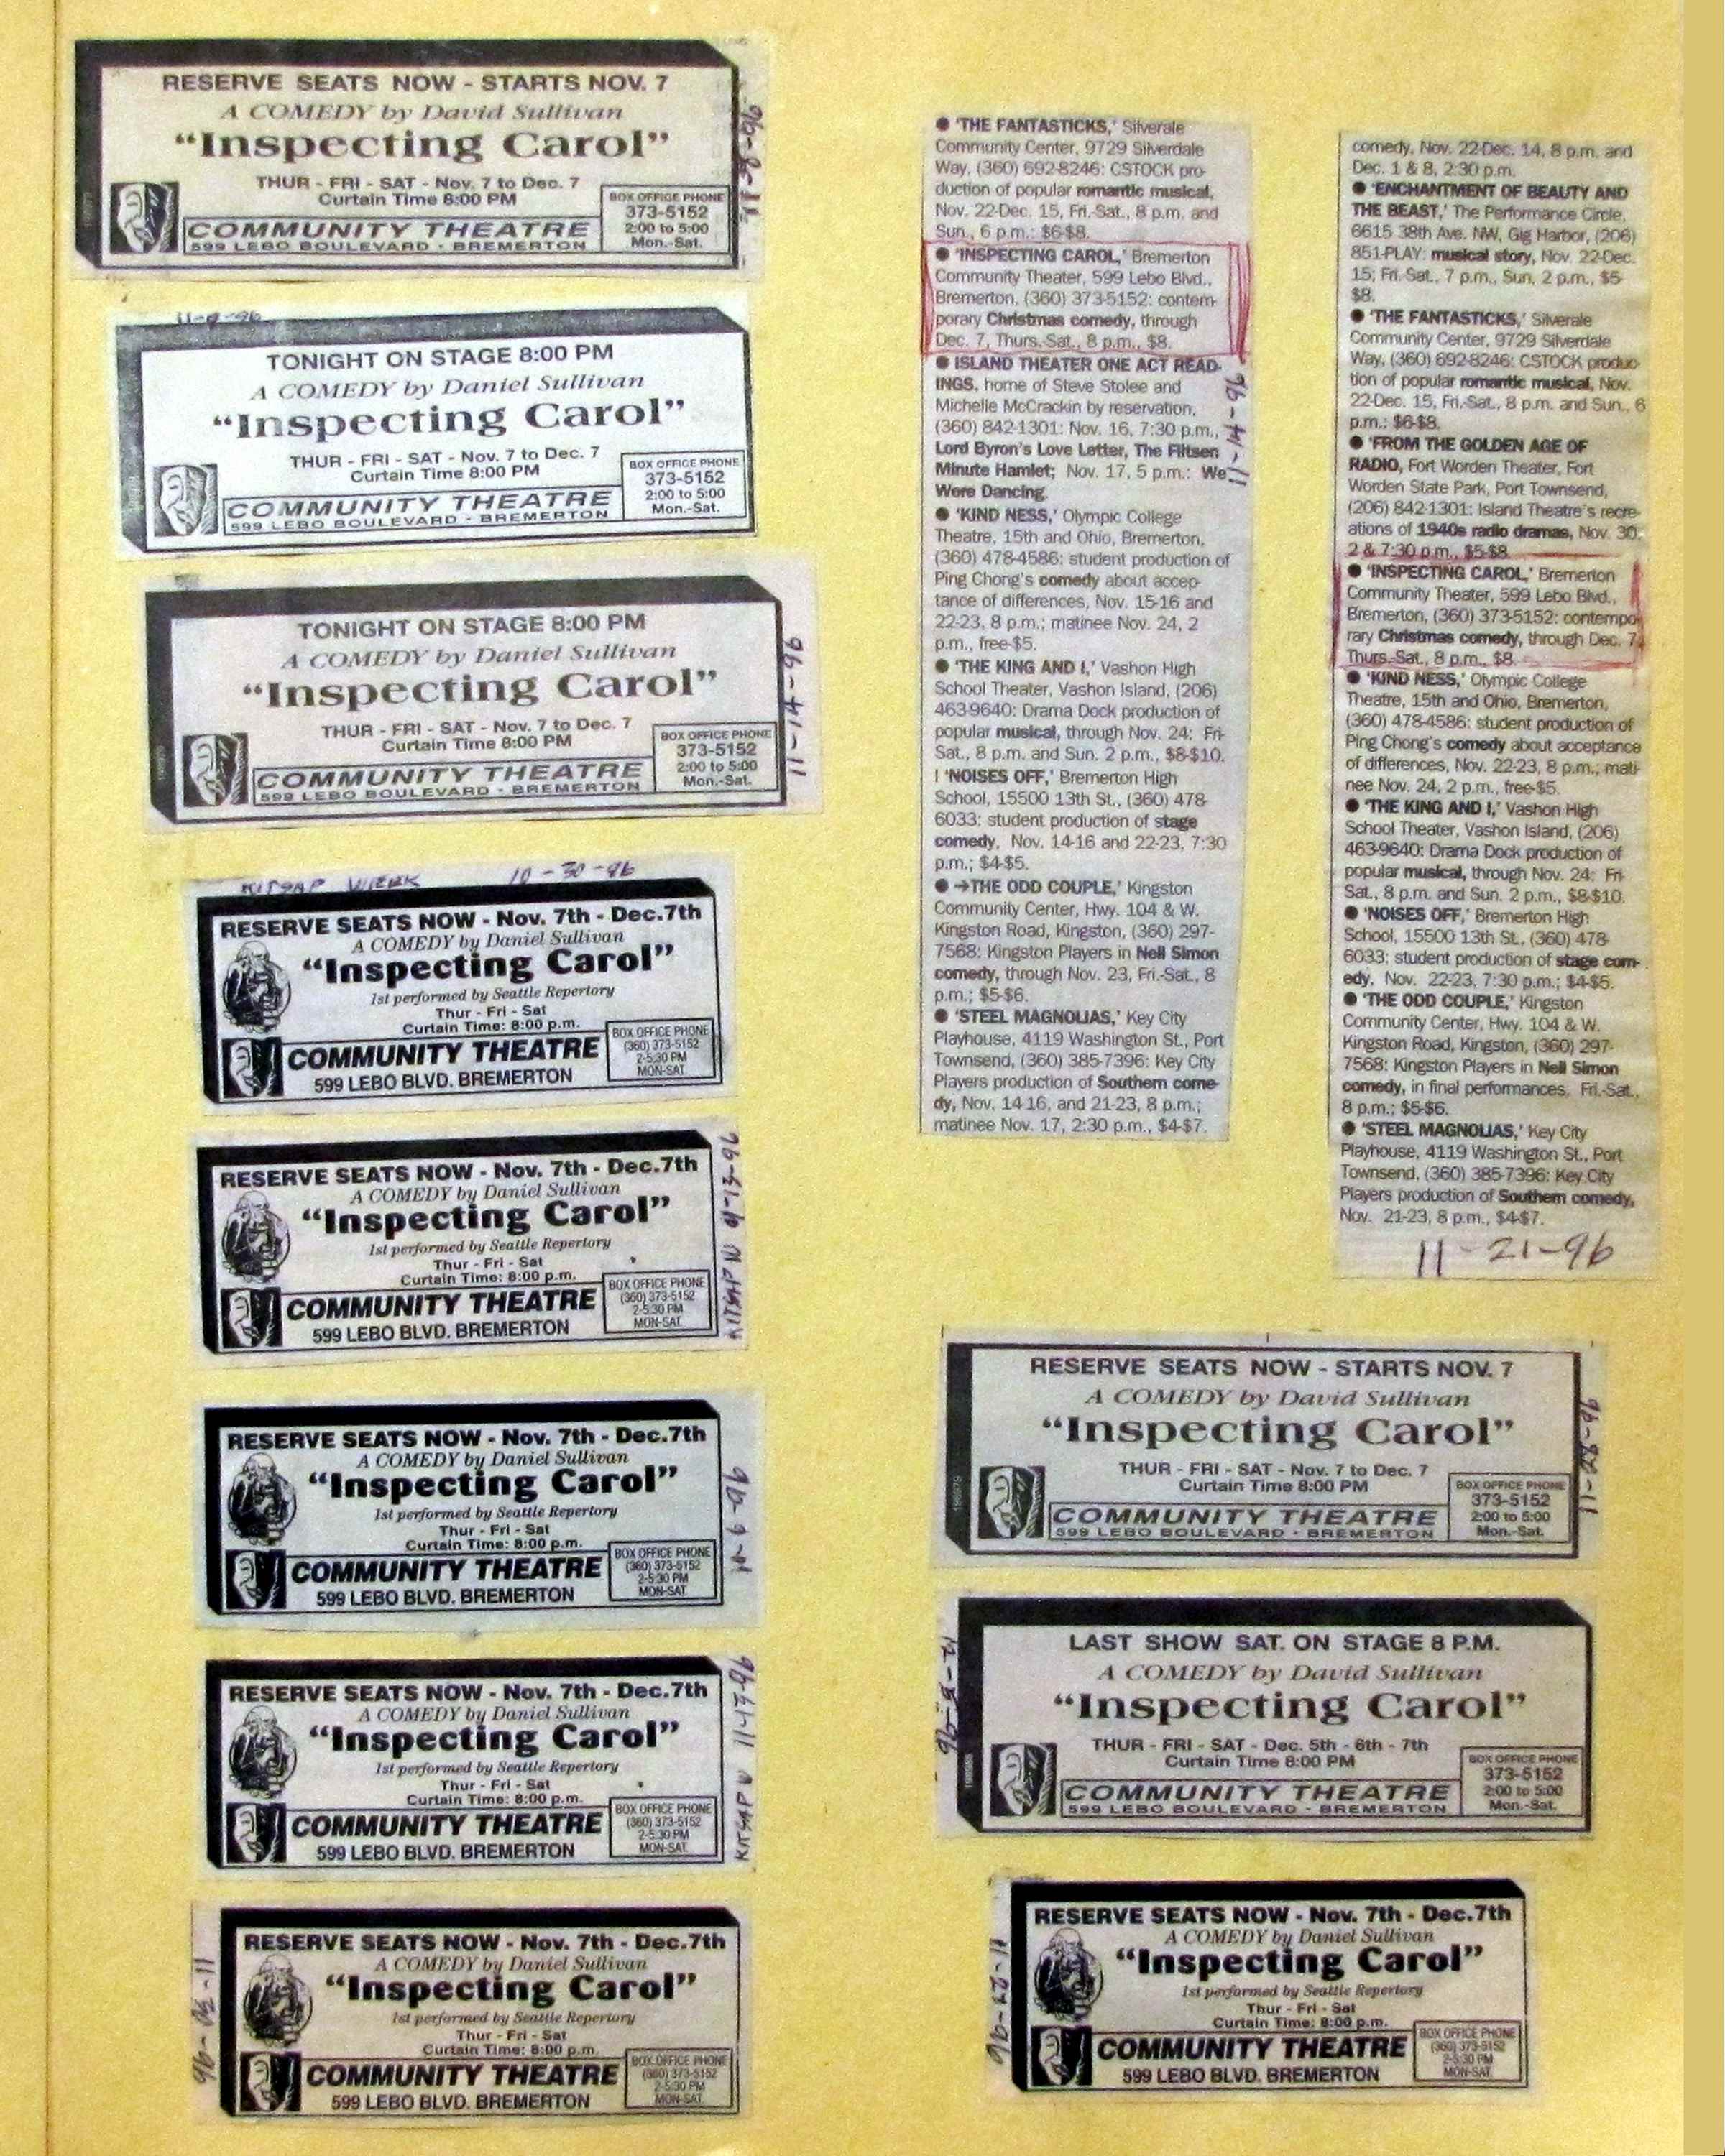 RESERVE SEATS NOW - STARTS NOV. 7
A COMEDY by David Sullivan
“Inspecting Carol”
THUR - FRI - SAT - Nov. 7 to Dec. 7
Curtain Time 8:00 PM
COMMUNITY THEATRE
599 LEBO BOULEVARD - BREMERTON
BOX OFFICE PHONE
373-5152
2:00 to 5:00
Mon.-Sat.
11-8-96
11-9-96
TONIGHT ON STAGE 8:00 PM
A COMEDY by Daniel Sullivan
“Inspecting Carol”
THUR - FRI - SAT - Nov. 7 to Dec. 7
Curtain Time 8:00 PM
COMMUNITY THEATRE
599 LEBO BOULEVARD - BREMERTON
BOX OFFICE PHONE
373-5152
2:00 to 5:00
Mon.-Sat.
TONIGHT ON STAGE 8:00 PM
A COMEDY by Daniel Sullivan
“Inspecting Carol”
THUR - FRI - SAT - Nov. 7 to Dec. 7
Curtain Time 8:00 PM
COMMUNITY THEATRE
599 LEBO BOULEVARD - BREMERTON
BOX OFFICE PHONE
373-5152
2:00 to 5:00
Mon.-Sat.
11-14-96
KITSAP WEEK 10-30-96
RESERVE SEATS NOW - Nov. 7th - Dec.7th
A COMEDY by Daniel Sullivan
“Inspecting Carol”
1st performed by Seattle Repertory
Thur - Fri - Sat
Curtain Time: 8:00 p.m.
COMMUNITY THEATRE
599 LEBO BLVD. BREMERTON
BOX OFFICE PHONE
(360) 373-5152
2-5:30 PM
MON-SAT
RESERVE SEATS NOW - Nov. 7th - Dec.7th
A COMEDY by Daniel Sullivan
“Inspecting Carol”
1st performed by Seattle Repertory
Thur - Fri - Sat
Curtain Time: 8:00 p.m.
COMMUNITY THEATRE
599 LEBO BLVD. BREMERTON
BOX OFFICE PHONE
(360) 373-5152
2-5:30 PM
MON-SAT
RESERVE SEATS NOW - Nov. 7th - Dec.7th
A COMEDY by Daniel Sullivan
“Inspecting Carol”
1st performed by Seattle Repertory
Thur - Fri - Sat
Curtain Time: 8:00 p.m.
COMMUNITY THEATRE
599 LEBO BLVD. BREMERTON
BOX OFFICE PHONE
(360) 373-5152
2-5:30 PM
MON-SAT
RESERVE SEATS NOW - Nov. 7th - Dec.7th
A COMEDY by Daniel Sullivan
“Inspecting Carol”
1st performed by Seattle Repertory
Thur - Fri - Sat
Curtain Time: 8:00 p.m.
COMMUNITY THEATRE
599 LEBO BLVD. BREMERTON
BOX OFFICE PHONE
(360) 373-5152
2-5:30 PM
MON-SAT
KITSAP N 11-13-96
RESERVE SEATS NOW - Nov. 7th - Dec.7th
A COMEDY by Daniel Sullivan
“Inspecting Carol”
1st performed by Seattle Repertory
Thur - Fri - Sat
Curtain Time: 8:00 p.m.
COMMUNITY THEATRE
599 LEBO BLVD. BREMERTON
BOX OFFICE PHONE
(360) 373-5152
2-5:30 PM
MON-SAT
● ‘THE FANTASTICKS,’ Silverale
Community Center, 9729 Silverdale
Way, (360) 692-8246: CSTOCK pro-
duction of popular romantic musical,
Nov. 22-Dec. 15, Fri.-Sat., 8 p.m. and
Sun., 6 p.m.: $6-$8.
● ‘INSPECTING CAROL,’ Bremerton
Community Theater, 599 Lebo Blvd.,
Bremerton, (360) 373-5152: contem-
porary Christmas comedy, through
Dec. 7, Thurs.-Sat., 8 p.m., $8.
● ISLAND THEATER ONE ACT READ-
INGS, home of Steve Stolee and
Michelle McCrackin by reservation,
(360) 842-1301: Nov. 16, 7:30 p.m.,
Lord Byron’s Love Letter, The Fiftsen
Minute Hamlet; Nov. 17, 5 p.m.: We
Were Dancing.
● ‘KIND NESS,’ Olympic College
Theatre, 15th and Ohio, Bremerton,
(360) 478-4586: student production of
Ping Chong’s comedy about accep-
tance of differences, Nov. 15-16 and
22-23, 8 p.m.; matinee Nov. 24, 2
p.m., free-$5.
● ‘THE KING AND I,’ Vashon High
School Theater, Vashon Island, (206)
463-9640: Drama Dock production of
popular musical, through Nov. 24: Fri-
Sat., 8 p.m. and Sun. 2 p.m., $8-$10.
l ‘NOISES OFF,’ Bremerton High
School, 15500 13th St., (360) 478-
6033: student production of stage
comedy, Nov. 14-16 and 22-23, 7:30
p.m.; $4-$5.
● →THE ODD COUPLE,’ Kingston
Community Center, Hwy. 104 & W.
Kingston Road, Kingston, (360) 297-
7568: Kingston Players in Neil Simon
comedy, through Nov. 23, Fri.-Sat., 8
p.m.; $5-$6.
● ‘STEEL MAGNOLIAS,’ Key City
Playhouse, 4119 Washington St., Port
Townsend, (360) 385-7396: Key City
Players production of Southern come-
dy, Nov. 14-16, and 21-23, 8 p.m.;
matinee Nov. 17, 2:30 p.m., $4-$7.
11-14-96
comedy, Nov. 22-Dec. 14, 8 p.m. and
Dec. 1 & 8, 2:30 p.m.
● ‘ENCHANTMENT OF BEAUTY AND
THE BEAST,’ The Performance Circle,
6615 38th Ave. NW, Gig Harbor, (206)
851-PLAY: musical story, Nov. 22-Dec.
15; Fri.-Sat., 7 p.m., Sun. 2 p.m., $5-
$8.
● ‘THE FANTASTICKS,’ Silverale
Community Center, 9729 Silverdale
Way, (360) 692-8246: CSTOCK produc-
tion of popular romantic musical, Nov.
22-Dec. 15, Fri.-Sat., 8 p.m. and Sun., 6
p.m.: $6-$8.
● ‘FROM THE GOLDEN AGE OF
RADIO, Fort Worden Theater, Fort
Worden State Park, Port Townsend,
(206) 842-1301: Island Theatre’s recre-
ations of 1940s radio dramas, Nov. 30,
2 & 7:30 p.m., $5-$8.
● ‘INSPECTING CAROL,’ Bremerton
Community Theater, 599 Lebo Blvd.,
Bremerton, (360) 373-5152: contempo-
rary Christmas comedy, through Dec. 7,
Thurs.-Sat., 8 p.m., $8.
● ‘KIND NESS,’ Olympic College
Theatre, 15th and Ohio, Bremerton,
(360) 478-4586: student production of
Ping Chong’s comedy about acceptance
of differences, Nov. 22-23, 8 p.m.; mati-
nee Nov. 24, 2 p.m., free-$5.
● ‘THE KING AND I,’ Vashon High
School Theater, Vashon Island, (206)
463-9640: Drama Dock production of
popular musical, through Nov. 24: Fri-
Sat., 8 p.m. and Sun. 2 p.m., $8-$10.
● ‘NOISES OFF,’ Bremerton High
School, 15500 13th St., (360) 478-
6033: student production of stage com-
edy, Nov. 22-23, 7:30 p.m.; $4-$5.
● ‘THE ODD COUPLE,’ Kingston
Community Center, Hwy. 104 & W.
Kingston Road, Kingston, (360) 297-
7568: Kingston Players in Neil Simon
comedy, in final performances, Fri.-Sat.,
8 p.m.; $5-$6.
● ‘STEEL MAGNOLIAS,’ Key City
Playhouse, 4119 Washington St., Port
Townsend, (360) 385-7396: Key City
Players production of Southern comedy,
Nov. 21-23, 8 p.m., $4-$7.
11-21-96
RESERVE SEATS NOW - STARTS NOV. 7
A COMEDY by David Sullivan
“Inspecting Carol”
THUR - FRI - SAT - Nov. 7 to Dec. 7
Curtain Time 8:00 PM
COMMUNITY THEATRE
599 LEBO BOULEVARD - BREMERTON
BOX OFFICE PHONE
373-5152
2:00 to 5:00
Mon.-Sat.
LAST SHOW SAT. ON STAGE 8 P.M.
A COMEDY by David Sullivan
“Inspecting Carol”
THUR - FRI - SAT - Dec. 5th - 6th - 7th
Curtain Time 8:00 PM
COMMUNITY THEATRE
599 LEBO BOULEVARD - BREMERTON
BOX OFFICE PHONE
373-5152
2:00 to 5:00
Mon.-Sat.
12-5-96
RESERVE SEATS NOW - Nov. 7th - Dec.7th
A COMEDY by Daniel Sullivan
“Inspecting Carol”
1st performed by Seattle Repertory
Thur - Fri - Sat
Curtain Time: 8:00 p.m.
COMMUNITY THEATRE
599 LEBO BLVD. BREMERTON
BOX OFFICE PHONE
(360) 373-5152
2-5:30 PM
MON-SAT
11-27-96